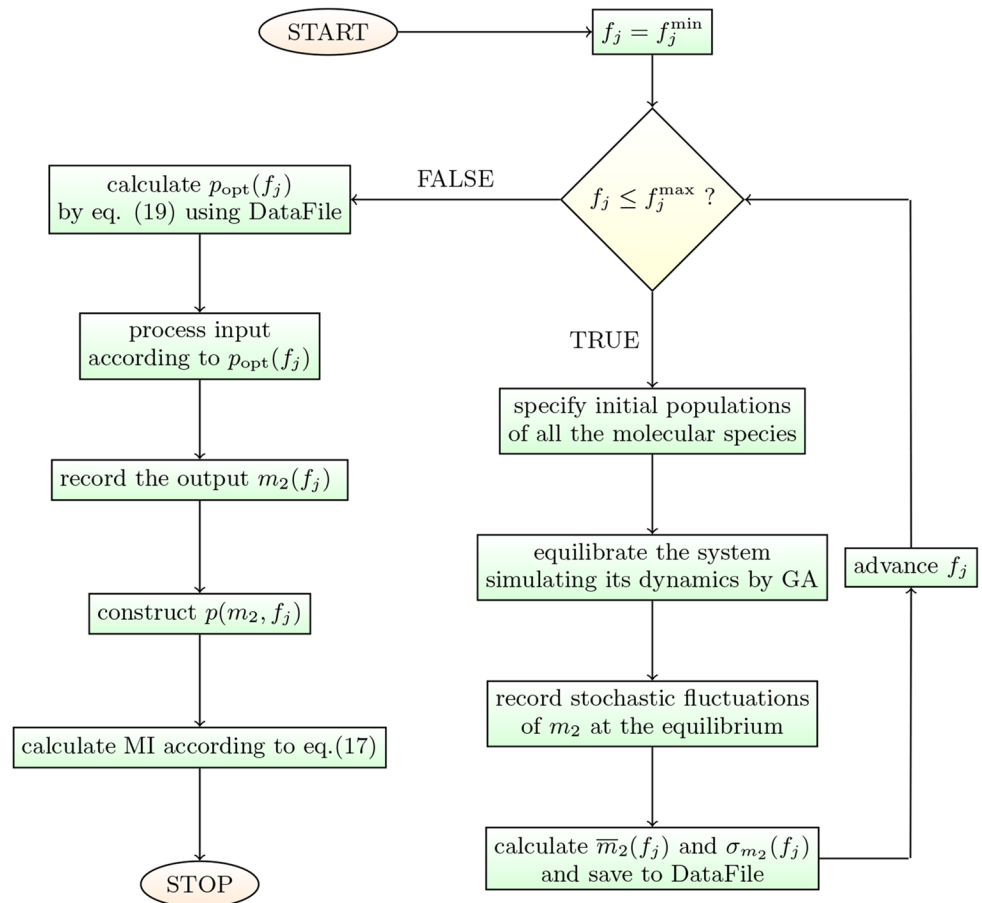 START
f_j = f_j^min
f_j ≤ f_j^max ?
FALSE
TRUE
calculate p_opt(f_j)
by eq. (19) using DataFile
process input
according to p_opt(f_j)
record the output m_2(f_j)
construct p(m_2, f_j)
calculate MI according to eq.(17)
STOP
specify initial populations
of all the molecular species
equilibrate the system
simulating its dynamics by GA
record stochastic fluctuations
of m_2 at the equilibrium
calculate m̅_2(f_j) and σ_{m_2}(f_j)
and save to DataFile
advance f_j